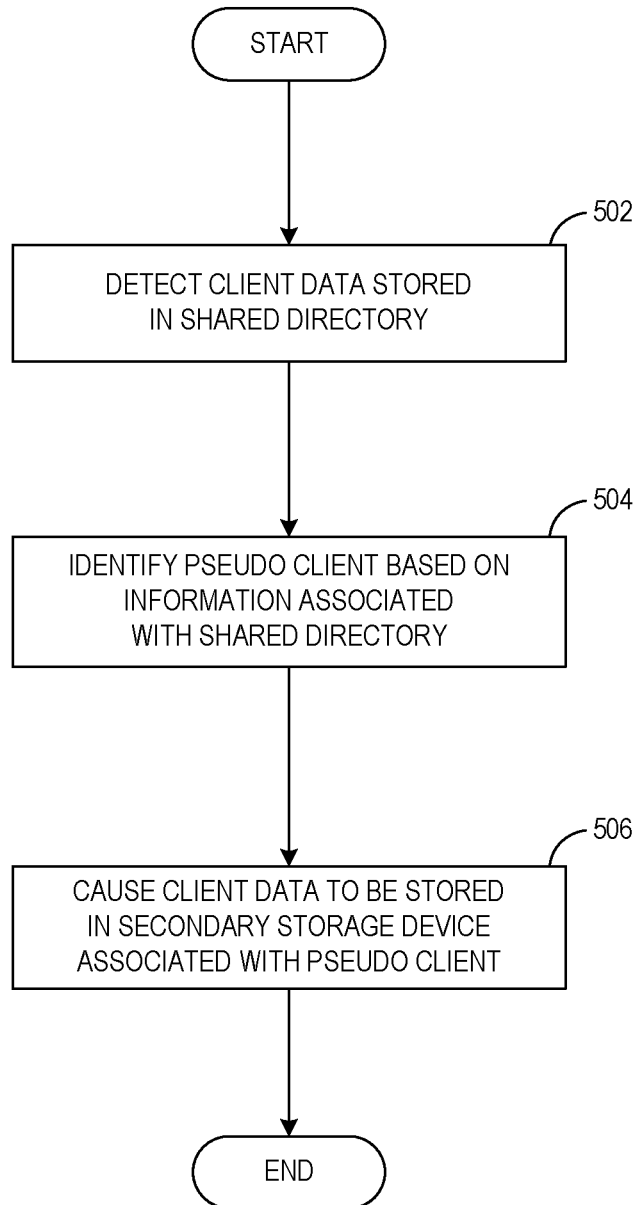 START
502
DETECT CLIENT DATA STORED
IN SHARED DIRECTORY
504
IDENTIFY PSEUDO CLIENT BASED ON
INFORMATION ASSOCIATED
WITH SHARED DIRECTORY
506
CAUSE CLIENT DATA TO BE STORED
IN SECONDARY STORAGE DEVICE
ASSOCIATED WITH PSEUDO CLIENT
END